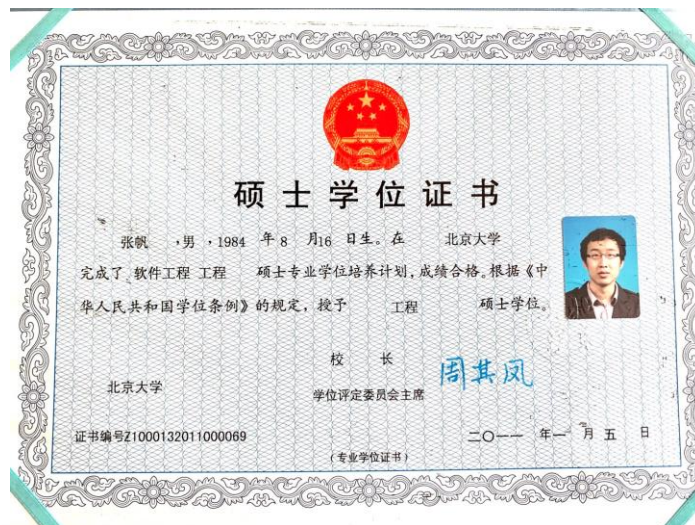 硕士学位证书
张帆 ,男 ,1984 年 8 月16 日生。在 北京大学
完成了 软件工程 工程 硕士专业学位培养计划,成绩合格。根据《中
华人民共和国学位条例》的规定,授予 工程 硕士学位。
校 长
周其凤
北京大学
学位评定委员会主席
证书编号Z1000132011000069
二〇一一 年一 月五 日
(专业学位证书)